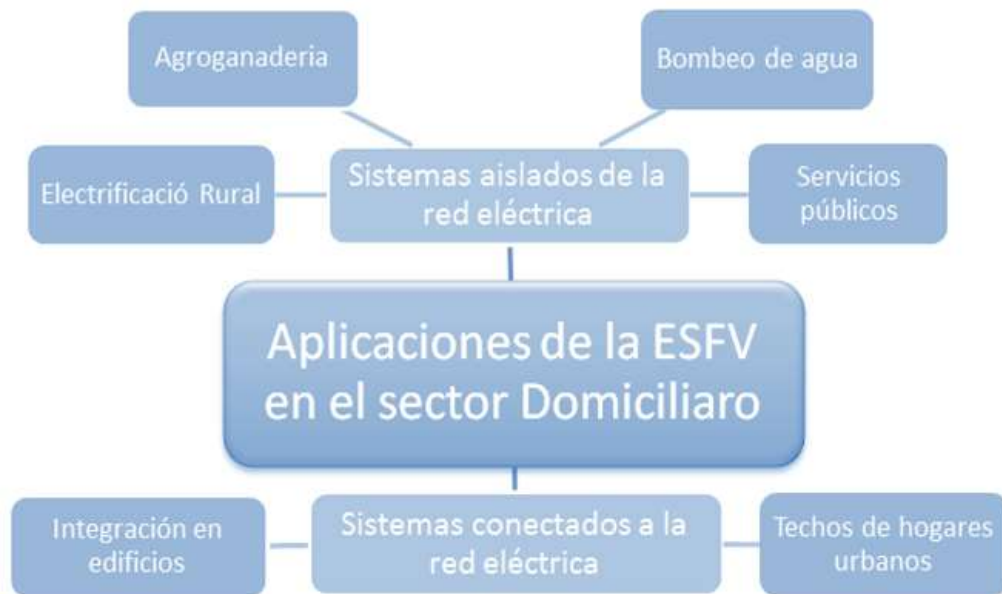 Agroganaderia
Bombeo de agua
Electrificació Rural
Sistemas aislados de la
red eléctrica
Servicios
públicos
Aplicaciones de la ESFV
en el sector Domiciliaro
Integración en
edificios
Sistemas conectados a la
red eléctrica
Techos de hogares
urbanos